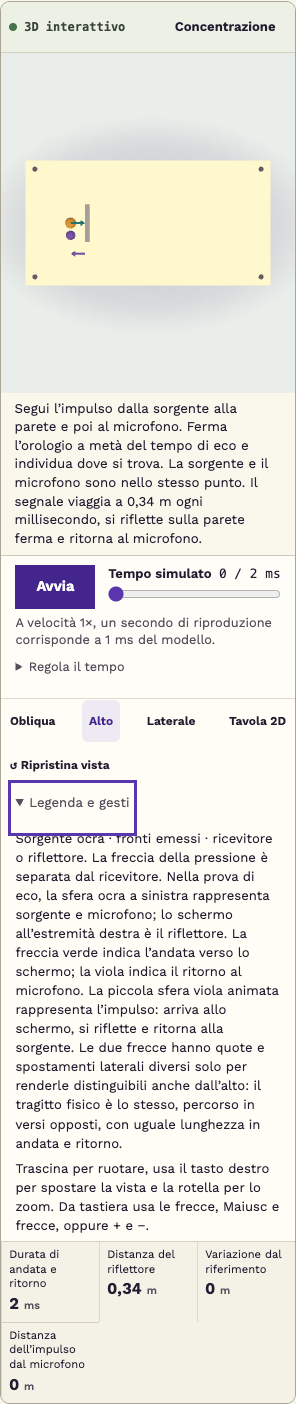 3D interattivo
Concentrazione
Segui l’impulso dalla sorgente alla
parete e poi al microfono. Ferma
l’orologio a metà del tempo di eco e
individua dove si trova. La sorgente e il
microfono sono nello stesso punto. Il
segnale viaggia a 0,34 m ogni
millisecondo, si riflette sulla parete
ferma e ritorna al microfono.
Avvia
Tempo simulato 0 / 2 ms
A velocità 1×, un secondo di riproduzione
corrisponde a 1 ms del modello.
▶ Regola il tempo
Obliqua Alto Laterale Tavola 2D
↺ Ripristina vista
▼ Legenda e gesti
Sorgente ocra · fronti emessi · ricevitore
o riflettore. La freccia della pressione è
separata dal ricevitore. Nella prova di
eco, la sfera ocra a sinistra rappresenta
sorgente e microfono; lo schermo
all’estremità destra è il riflettore. La
freccia verde indica l’andata verso lo
schermo; la viola indica il ritorno al
microfono. La piccola sfera viola animata
rappresenta l’impulso: arriva allo
schermo, si riflette e ritorna alla
sorgente. Le due frecce hanno quote e
spostamenti laterali diversi solo per
renderle distinguibili anche dall’alto: il
tragitto fisico è lo stesso, percorso in
versi opposti, con uguale lunghezza in
andata e ritorno.
Trascina per ruotare, usa il tasto destro
per spostare la vista e la rotella per lo
zoom. Da tastiera usa le frecce, Maiusc e
frecce, oppure + e −.
Durata di
andata e
ritorno
2 ms
Distanza del
riflettore
0,34 m
Variazione dal
riferimento
0 m
Distanza
dell’impulso
dal microfono
0 m